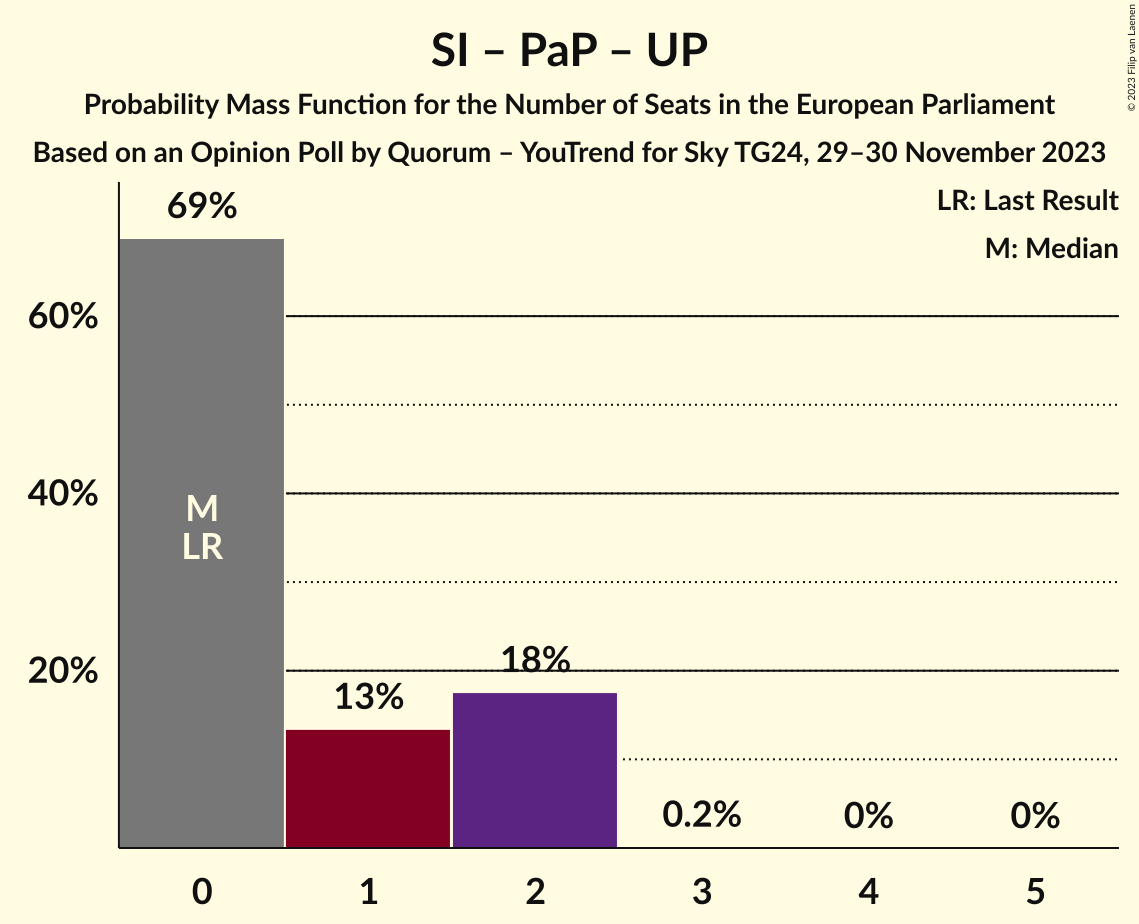 SI – PaP – UP
Probability Mass Function for the Number of Seats in the European Parliament
Based on an Opinion Poll by Quorum – YouTrend for Sky TG24, 29–30 November 2023
© 2023 Filip van Laenen
LR: Last Result
M: Median
69%
60%
40%
20%
M
LR
13%
18%
0.2%
0%
0%
0
1
2
3
4
5